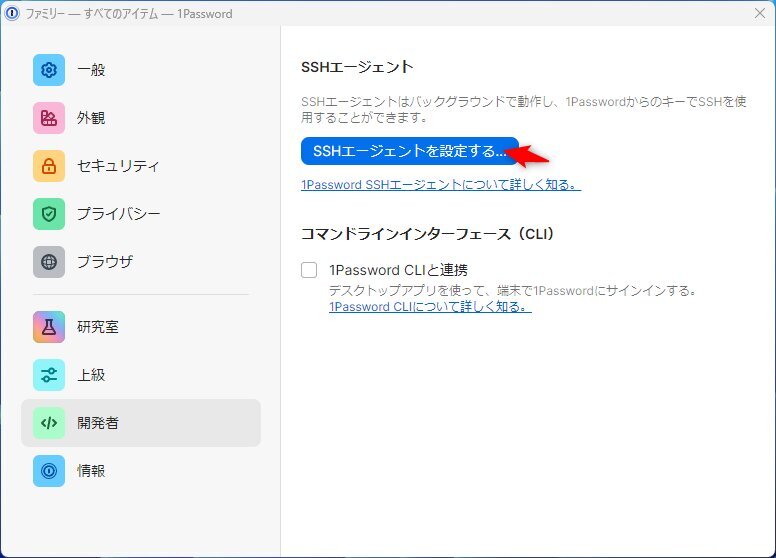 ファミリー — すべてのアイテム — 1Password
一般
外観
セキュリティ
プライバシー
ブラウザ
研究室
上級
開発者
情報
SSHエージェント
SSHエージェントはバックグラウンドで動作し、1PasswordからのキーでSSHを使
用することができます。
SSHエージェントを設定する...
1Password SSHエージェントについて詳しく知る。
コマンドラインインターフェース（CLI）
1Password CLIと連携
デスクトップアプリを使って、端末で1Passwordにサインインする。
1Password CLIについて詳しく知る。